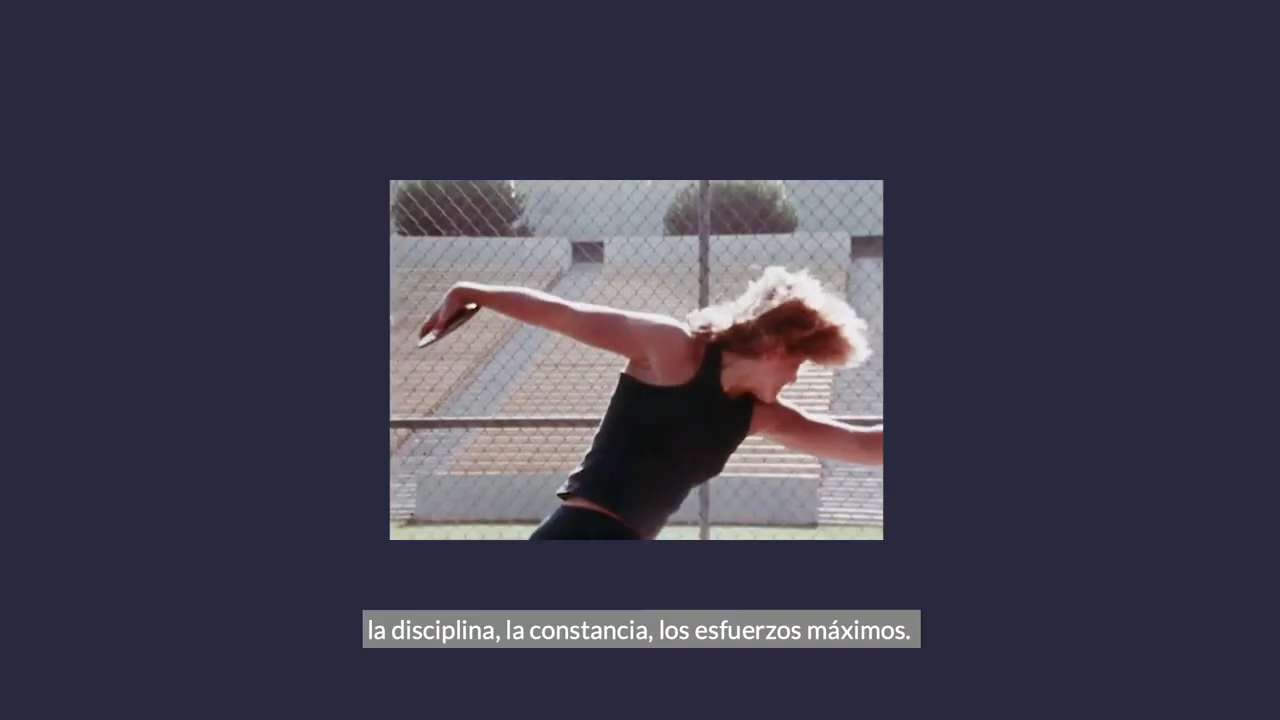 la disciplina, la constancia, los esfuerzos máximos.